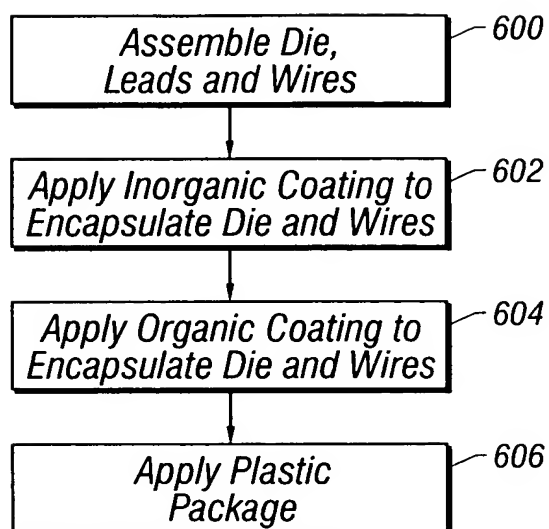 Assemble Die,
Leads and Wires
600
Apply Inorganic Coating to
Encapsulate Die and Wires
602
Apply Organic Coating to
Encapsulate Die and Wires
604
Apply Plastic
Package
606